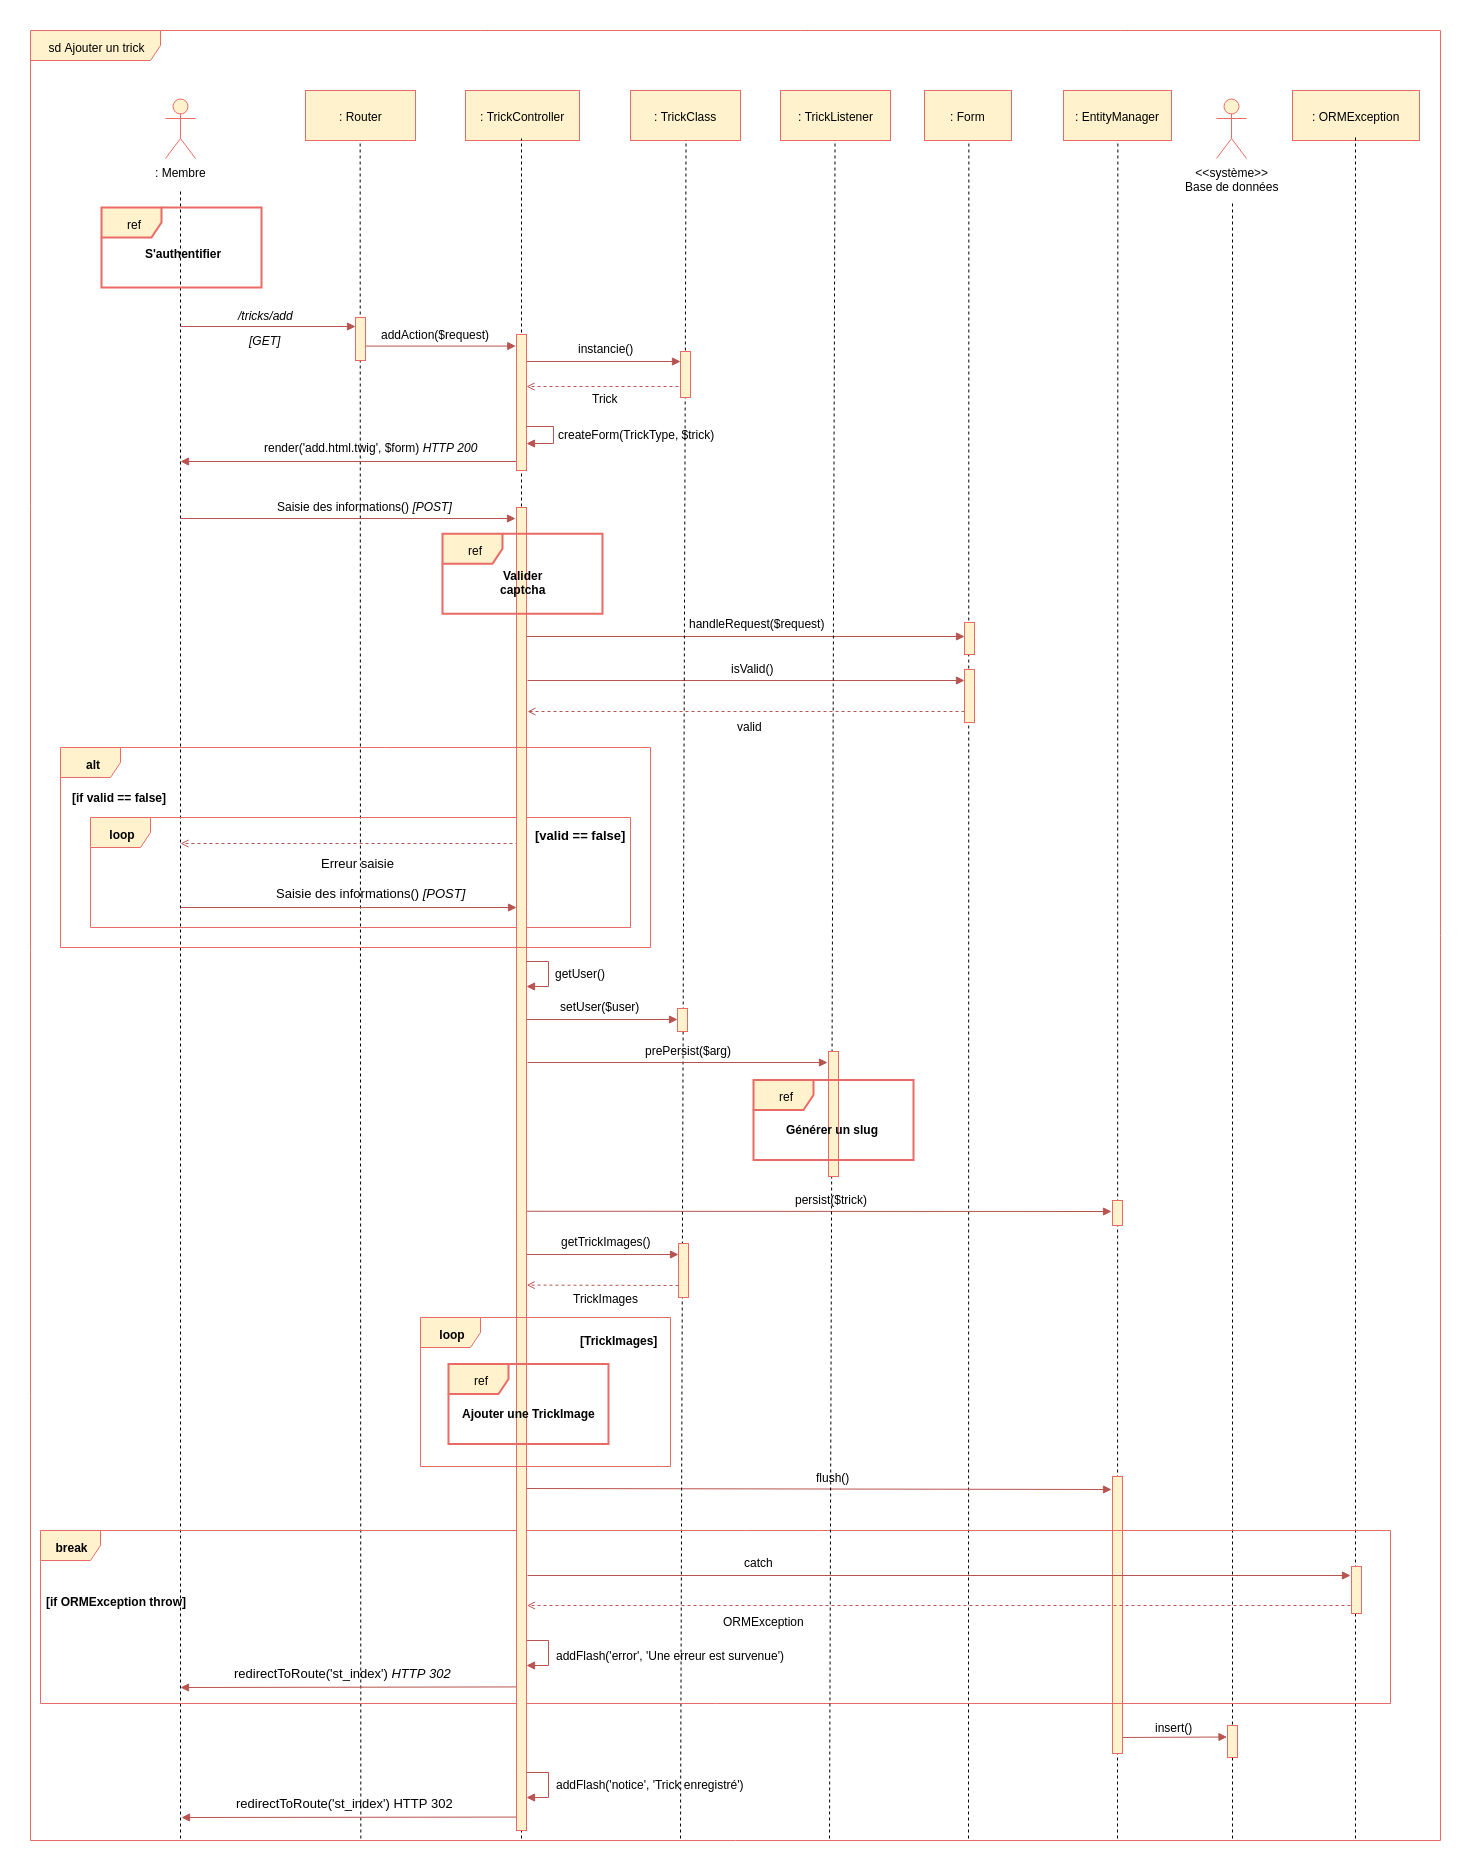 sd Ajouter un trick
: Membre
: Router
: TrickController
: TrickClass
: TrickListener
: Form
: EntityManager
<<système>>
Base de données
: ORMException
ref
S'authentifier
/tricks/add
[GET]
addAction($request)
instancie()
Trick
createForm(TrickType, $trick)
render('add.html.twig', $form) HTTP 200
Saisie des informations() [POST]
ref
Valider
captcha
handleRequest($request)
isValid()
valid
alt
[if valid == false]
loop
[valid == false]
Erreur saisie
Saisie des informations() [POST]
getUser()
setUser($user)
prePersist($arg)
ref
Générer un slug
persist($trick)
getTrickImages()
TrickImages
loop
[TrickImages]
ref
Ajouter une TrickImage
flush()
break
catch
[if ORMException throw]
ORMException
addFlash('error', 'Une erreur est survenue')
redirectToRoute('st_index') HTTP 302
insert()
addFlash('notice', 'Trick enregistré')
redirectToRoute('st_index') HTTP 302